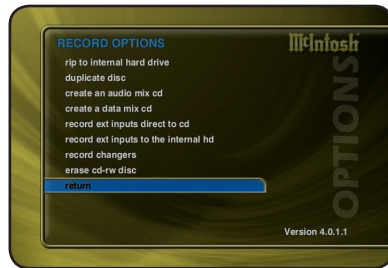 RECORD OPTIONS
McIntosh
rip to internal hard drive
duplicate disc
create an audio mix cd
create a data mix cd
record ext inputs direct to cd
record ext inputs to the internal hd
record changers
erase cd-rw disc
return
OPTIONS
Version 4.0.1.1